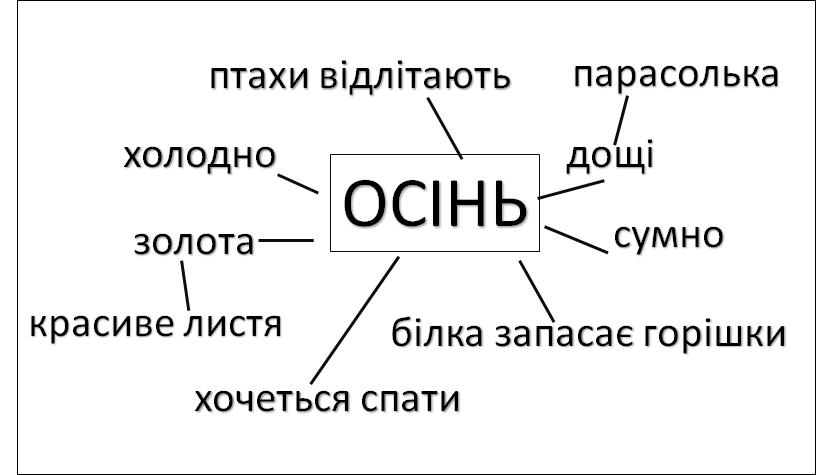 птахи відлітають
парасолька
холодно
дощі
ОСІНЬ
золота
сумно
красиве листя
білка запасає горішки
хочеться спати